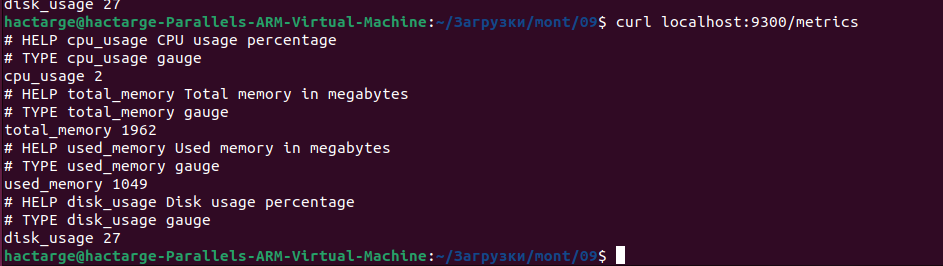 disk_usage 27
hactarge@hactarge-Parallels-ARM-Virtual-Machine:~/Загрузки/mont/09$ curl localhost:9300/metrics
# HELP cpu_usage CPU usage percentage
# TYPE cpu_usage gauge
cpu_usage 2
# HELP total_memory Total memory in megabytes
# TYPE total_memory gauge
total_memory 1962
# HELP used_memory Used memory in megabytes
# TYPE used_memory gauge
used_memory 1049
# HELP disk_usage Disk usage percentage
# TYPE disk_usage gauge
disk_usage 27
hactarge@hactarge-Parallels-ARM-Virtual-Machine:~/Загрузки/mont/09$